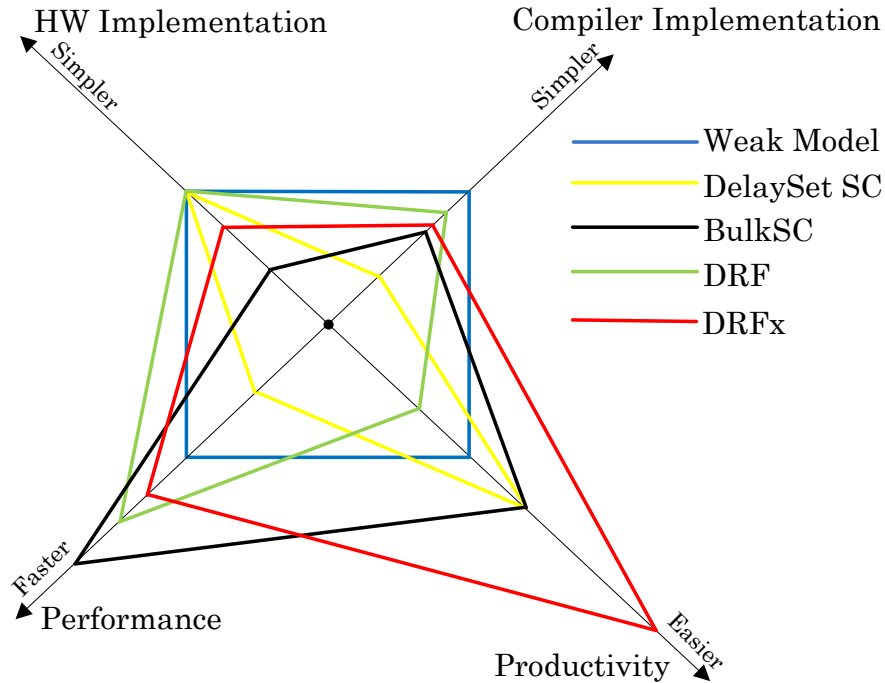 HW Implementation
Compiler Implementation
Simpler
Simpler
Weak Model
DelaySet SC
BulkSC
DRF
DRFx
Faster
Performance
Easier
Productivity